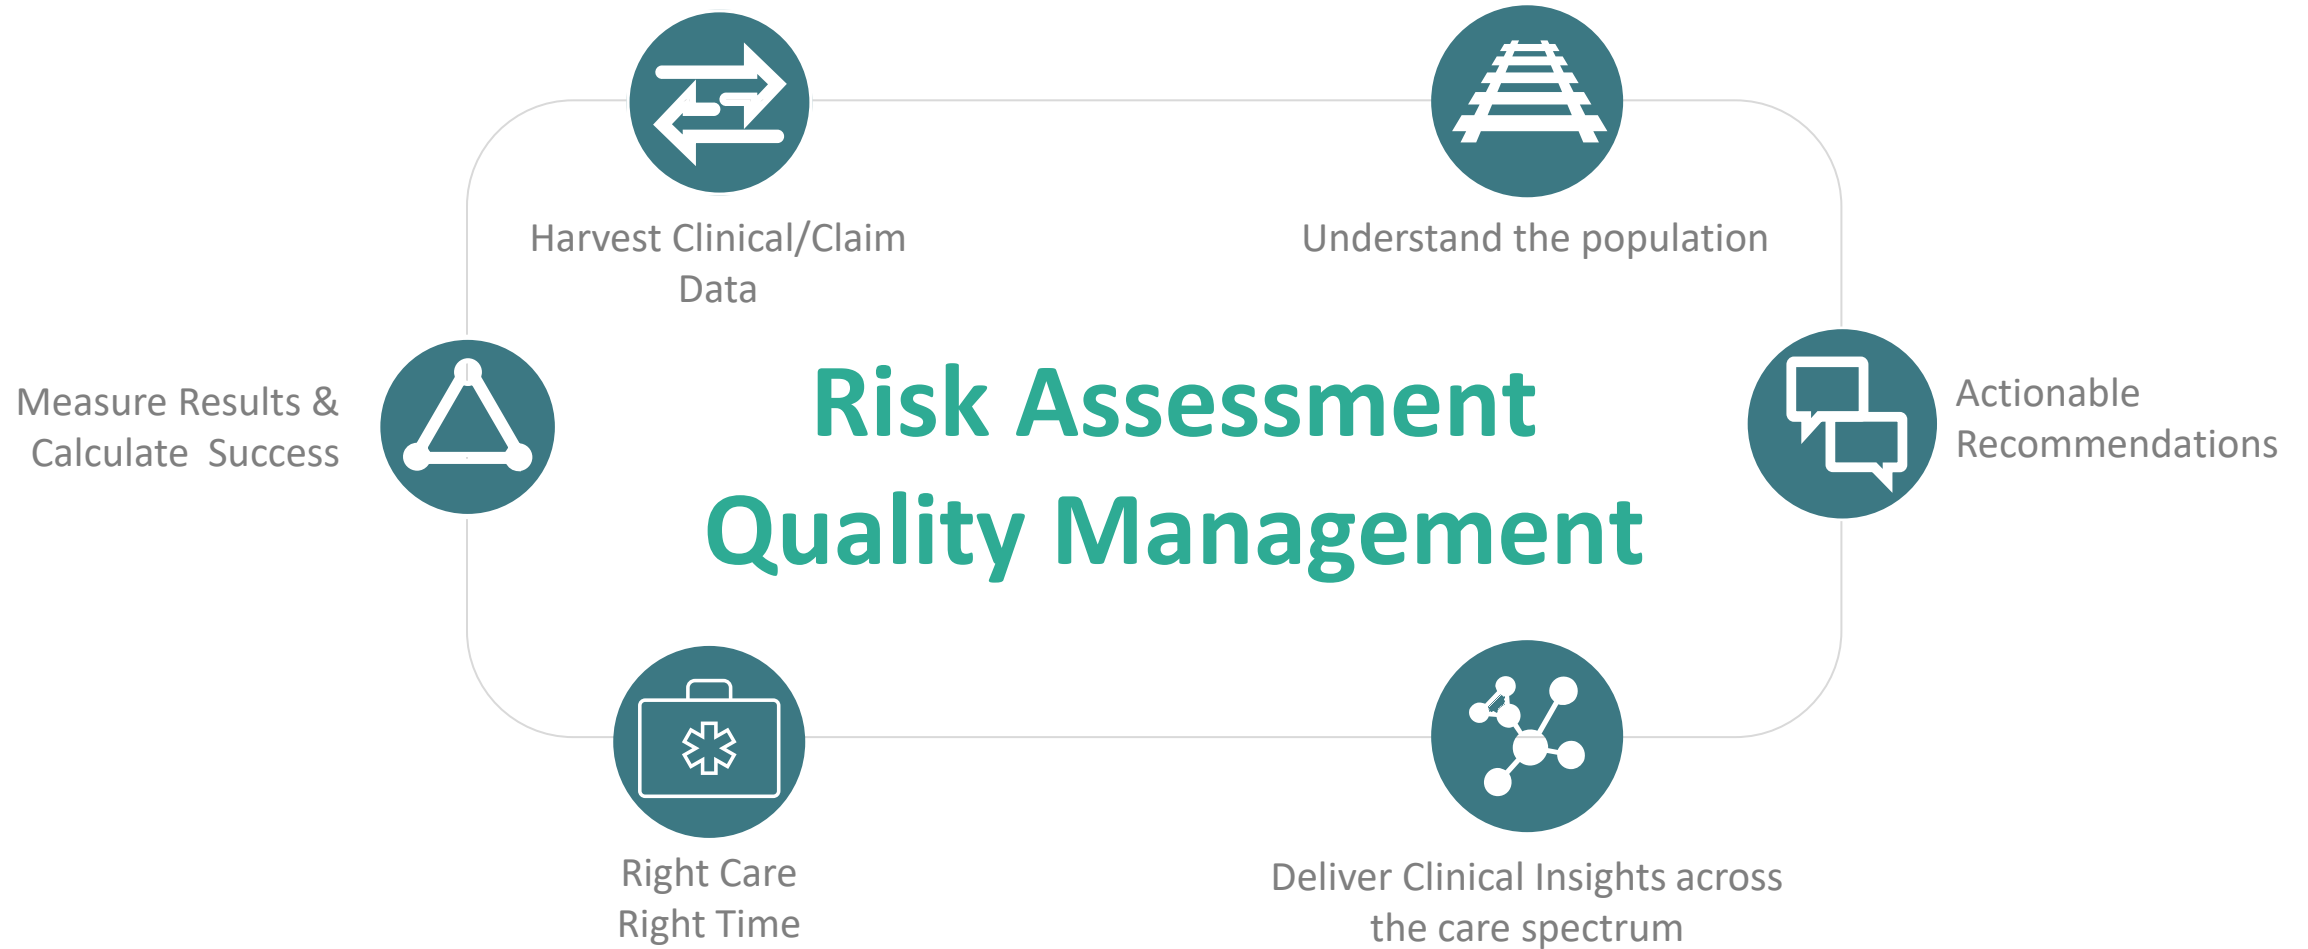 Harvest Clinical/Claim
Data
Understand the population
Measure Results &
Calculate  Success
Risk Assessment
Quality Management
Actionable
Recommendations
Right Care
Right Time
Deliver Clinical Insights across
the care spectrum